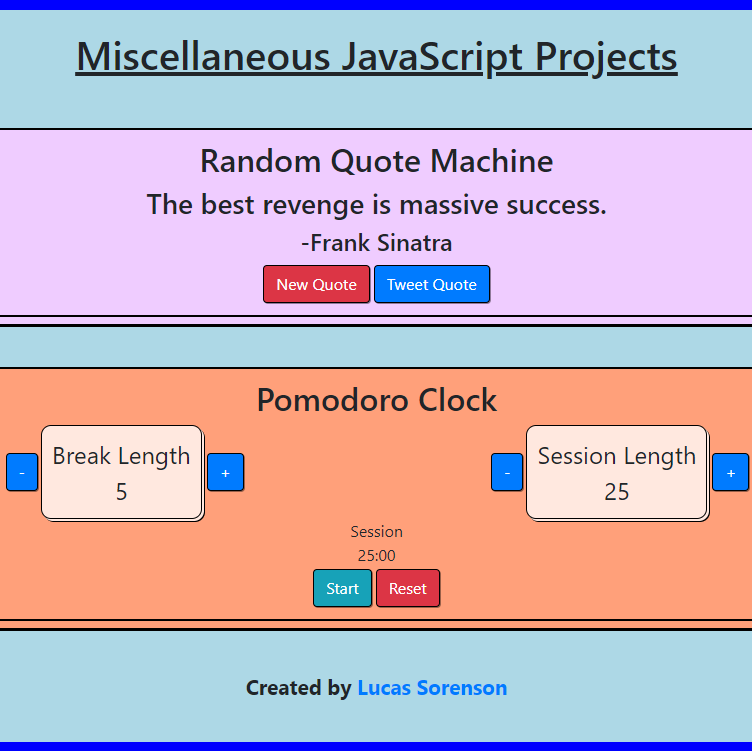 Miscellaneous JavaScript Projects
Random Quote Machine
The best revenge is massive success.
-Frank Sinatra
New Quote Tweet Quote
Pomodoro Clock
- Break Length + - Session Length +
5 25
Session
25:00
Start Reset
Created by Lucas Sorenson